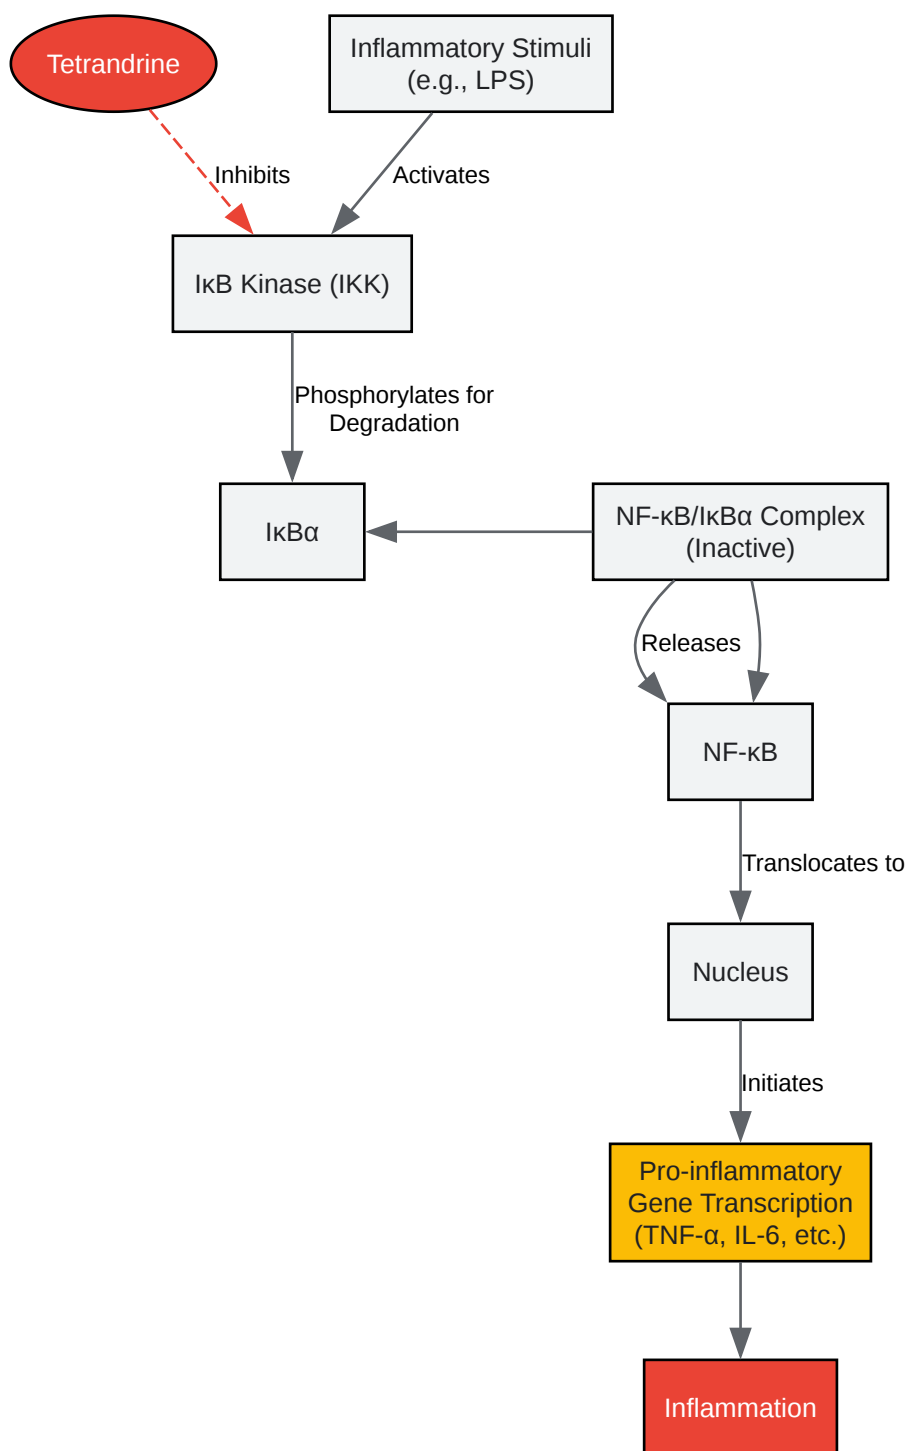 Tetrandrine
Inflammatory Stimuli
(e.g., LPS)
Inhibits
Activates
IκB Kinase (IKK)
Phosphorylates for
Degradation
IκBα
NF-κB/IκBα Complex
(Inactive)
Releases
NF-κB
Translocates to
Nucleus
Initiates
Pro-inflammatory
Gene Transcription
(TNF-α, IL-6, etc.)
Inflammation